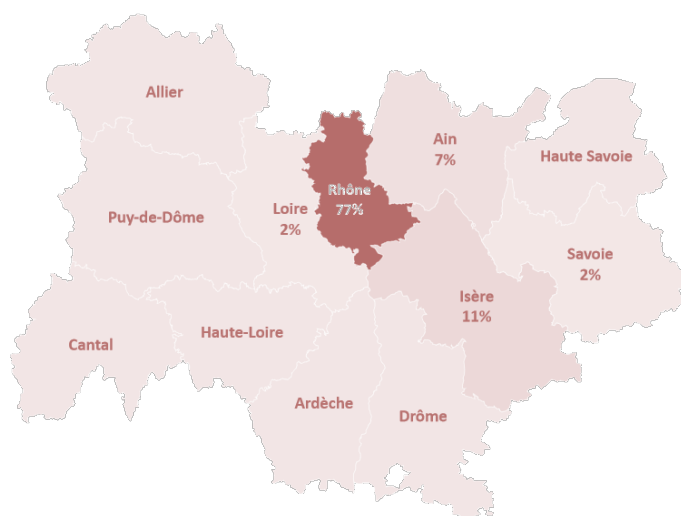 Allier
Ain
7%
Haute Savoie
Rhône
77%
Puy-de-Dôme
Loire
2%
Savoie
2%
Isère
11%
Haute-Loire
Cantal
Ardèche
Drôme